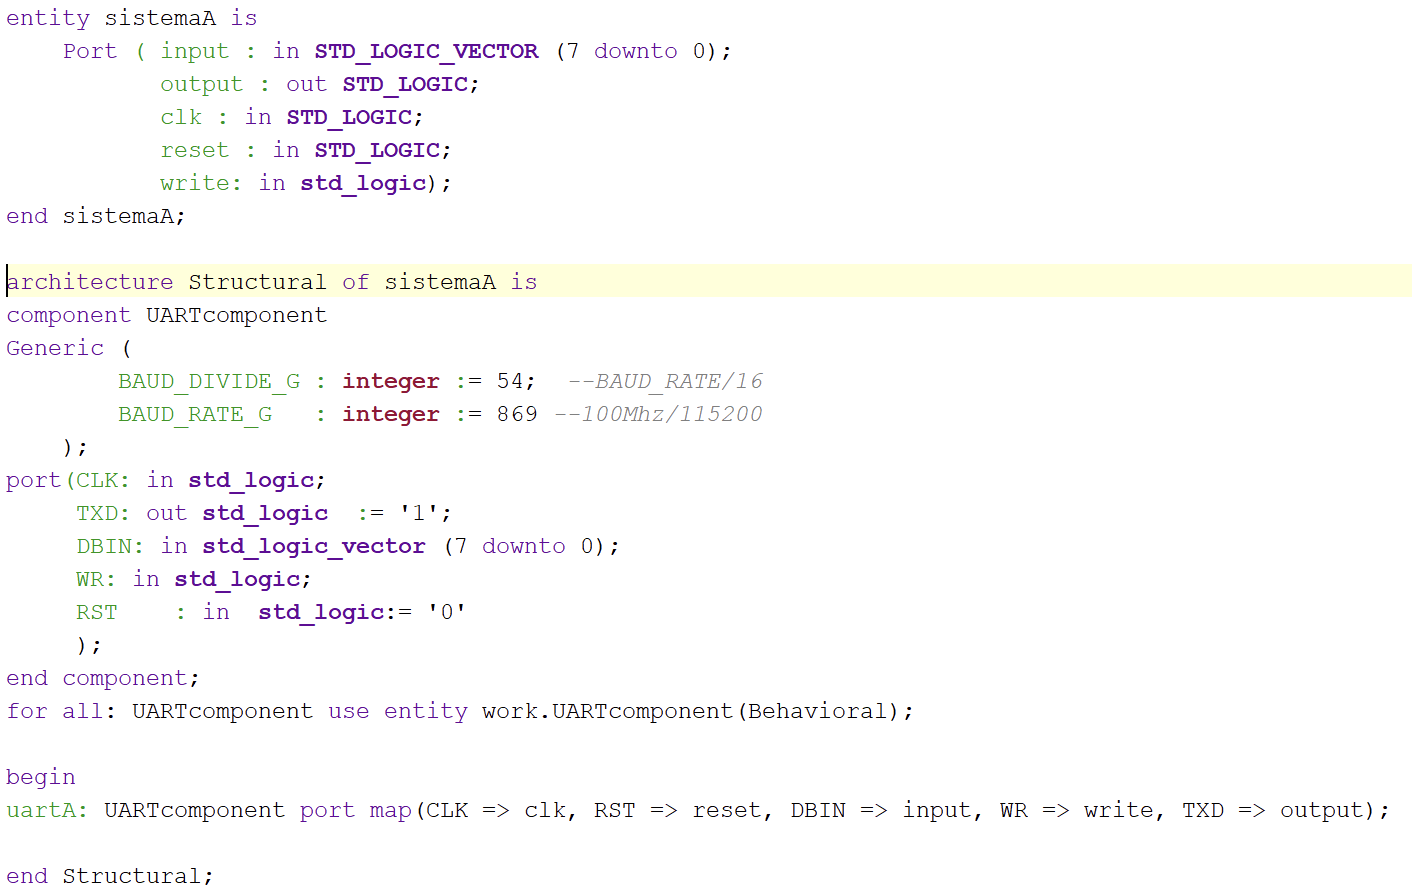 entity sistemaA is
    Port ( input : in STD_LOGIC_VECTOR (7 downto 0);
           output : out STD_LOGIC;
           clk : in STD_LOGIC;
           reset : in STD_LOGIC;
           write: in std_logic);
end sistemaA;

architecture Structural of sistemaA is
component UARTcomponent
Generic (
        BAUD_DIVIDE_G : integer := 54;  --BAUD_RATE/16
        BAUD_RATE_G   : integer := 869 --100Mhz/115200
    );
port(CLK: in std_logic;
     TXD: out std_logic  := '1';
     DBIN: in std_logic_vector (7 downto 0);
     WR: in std_logic;
     RST    : in  std_logic:= '0'
     );
end component;
for all: UARTcomponent use entity work.UARTcomponent(Behavioral);

begin
uartA: UARTcomponent port map(CLK => clk, RST => reset, DBIN => input, WR => write, TXD => output);

end Structural;